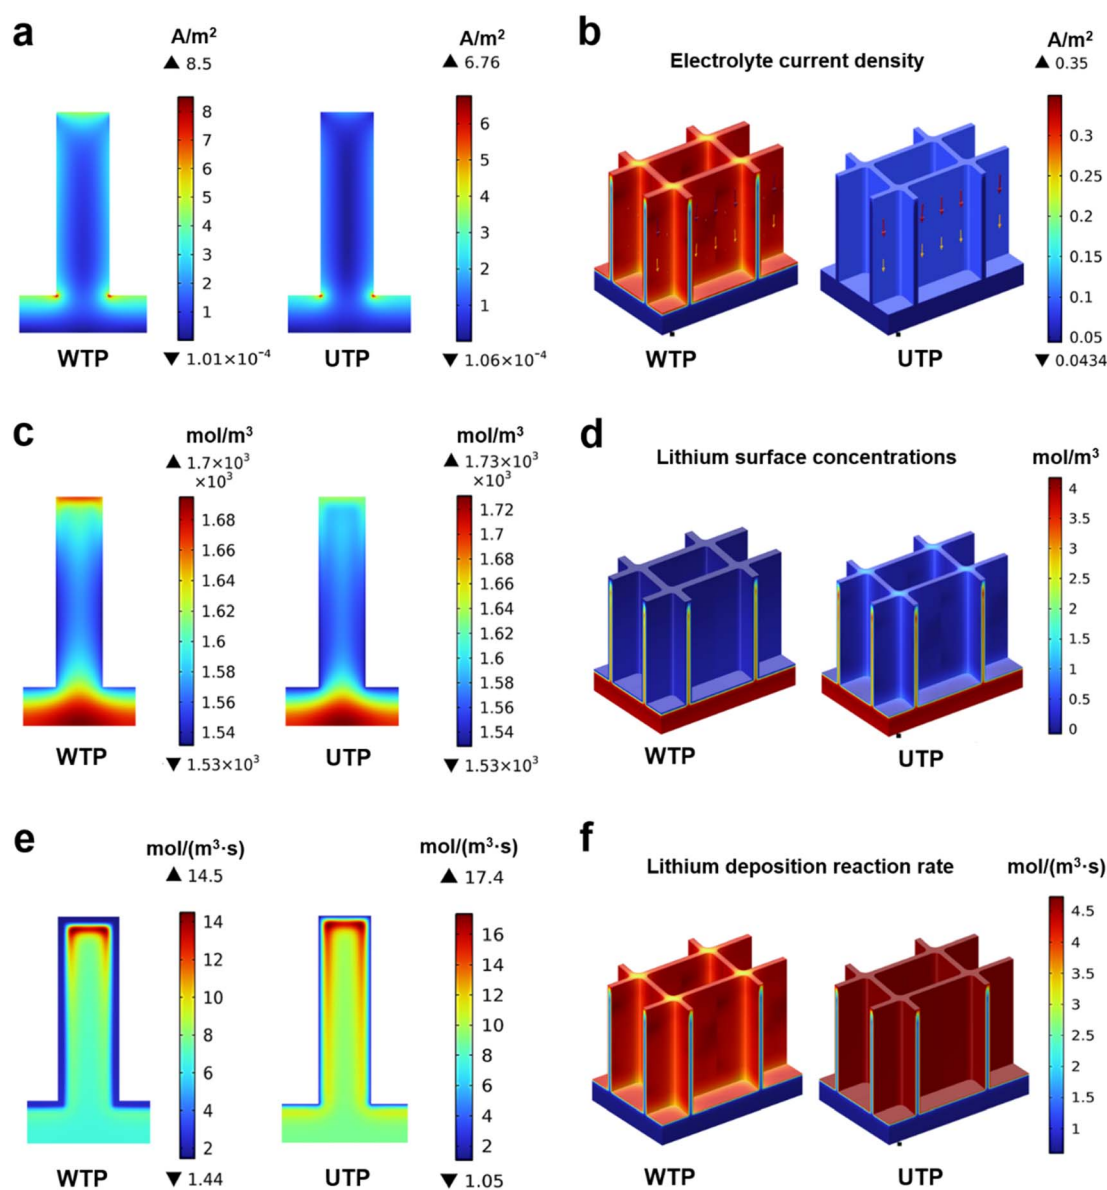 a
A/m²
▲ 8.5
8
7
6
5
4
3
2
1
▼ 1.01×10⁻⁴
WTP
A/m²
▲ 6.76
6
5
4
3
2
1
▼ 1.06×10⁻⁴
UTP
b
Electrolyte current density
A/m²
▲ 0.35
0.3
0.25
0.2
0.15
0.1
0.05
▼ 0.0434
WTP
UTP
c
mol/m³
▲ 1.7×10³
×10³
1.68
1.66
1.64
1.62
1.6
1.58
1.56
1.54
▼ 1.53×10³
WTP
mol/m³
▲ 1.73×10³
×10³
1.72
1.7
1.68
1.66
1.64
1.62
1.6
1.58
1.56
1.54
▼ 1.53×10³
UTP
d
Lithium surface concentrations
mol/m³
4
3.5
3
2.5
2
1.5
1
0.5
0
WTP
UTP
e
mol/(m³·s)
▲ 14.5
14
12
10
8
6
4
2
▼ 1.44
WTP
mol/(m³·s)
▲ 17.4
16
14
12
10
8
6
4
2
▼ 1.05
UTP
f
Lithium deposition reaction rate
mol/(m³·s)
4.5
4
3.5
3
2.5
2
1.5
1
WTP
UTP